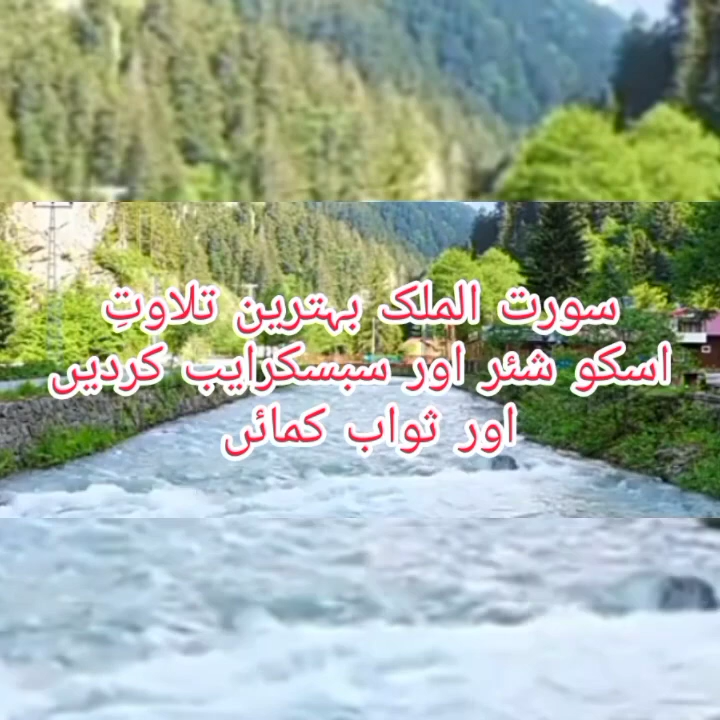 سورت الملک بہترین تلاوتِ
اسکو شئر اور سبسکرایب کردیں
اور ثواب کمائں